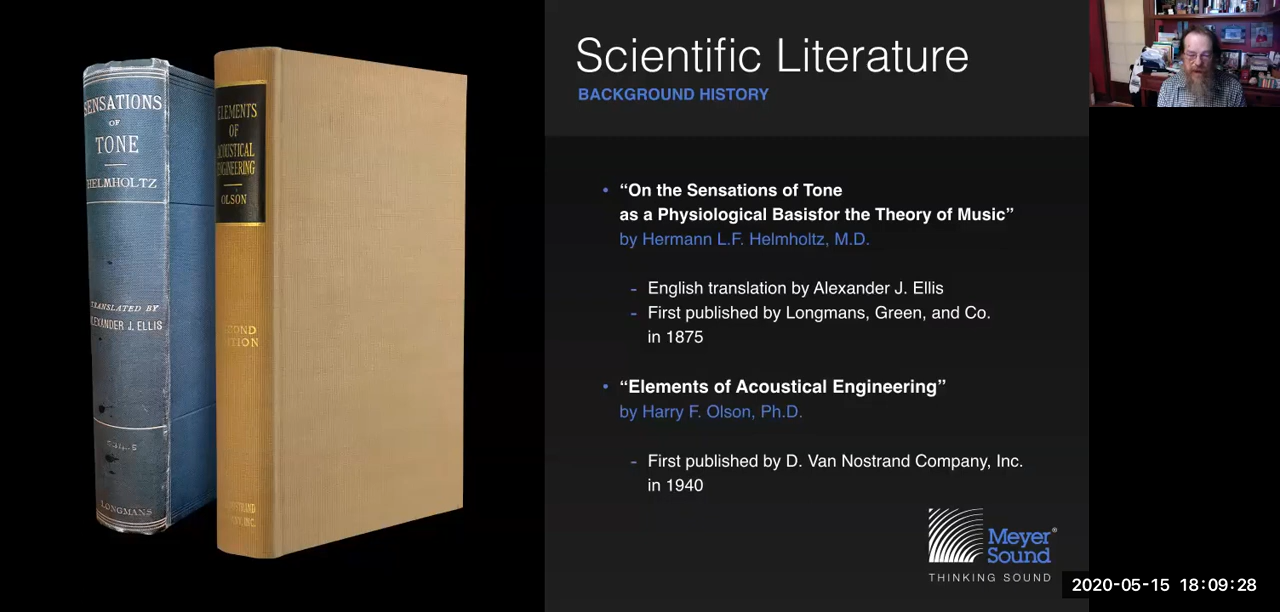 SENSATIONS
OF
TONE
HELMHOLTZ
TRANSLATED BY
ALEXANDER J. ELLIS
LONGMANS
ELEMENTS
OF
ACOUSTICAL
ENGINEERING
OLSON
Scientific Literature
BACKGROUND HISTORY
• “On the Sensations of Tone
as a Physiological Basisfor the Theory of Music”
by Hermann L.F. Helmholtz, M.D.
- English translation by Alexander J. Ellis
- First published by Longmans, Green, and Co.
in 1875
• “Elements of Acoustical Engineering”
by Harry F. Olson, Ph.D.
- First published by D. Van Nostrand Company, Inc.
in 1940
Meyer®
Sound
THINKING SOUND
2020-05-15 18:09:28